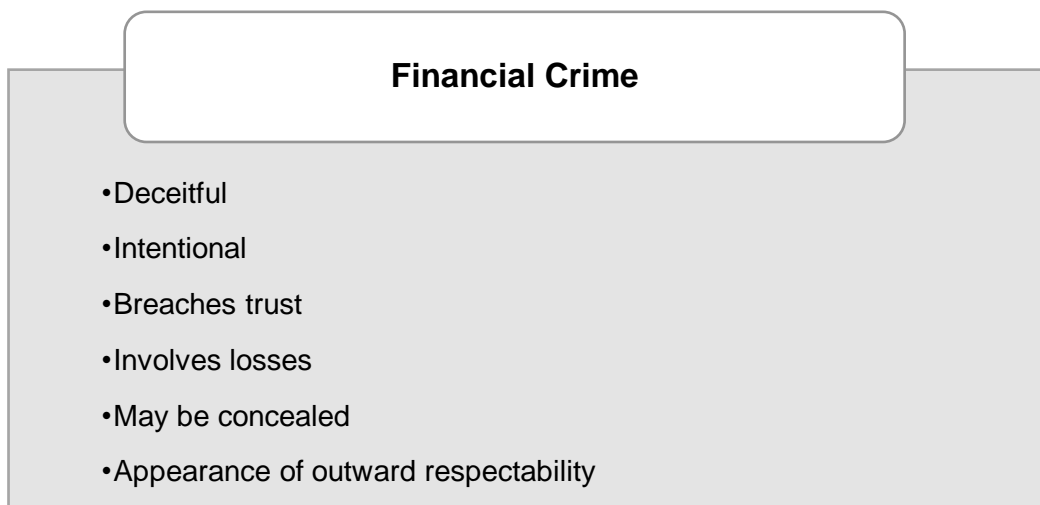 Financial Crime
•Deceitful
•Intentional
•Breaches trust
•Involves losses
•May be concealed
•Appearance of outward respectability